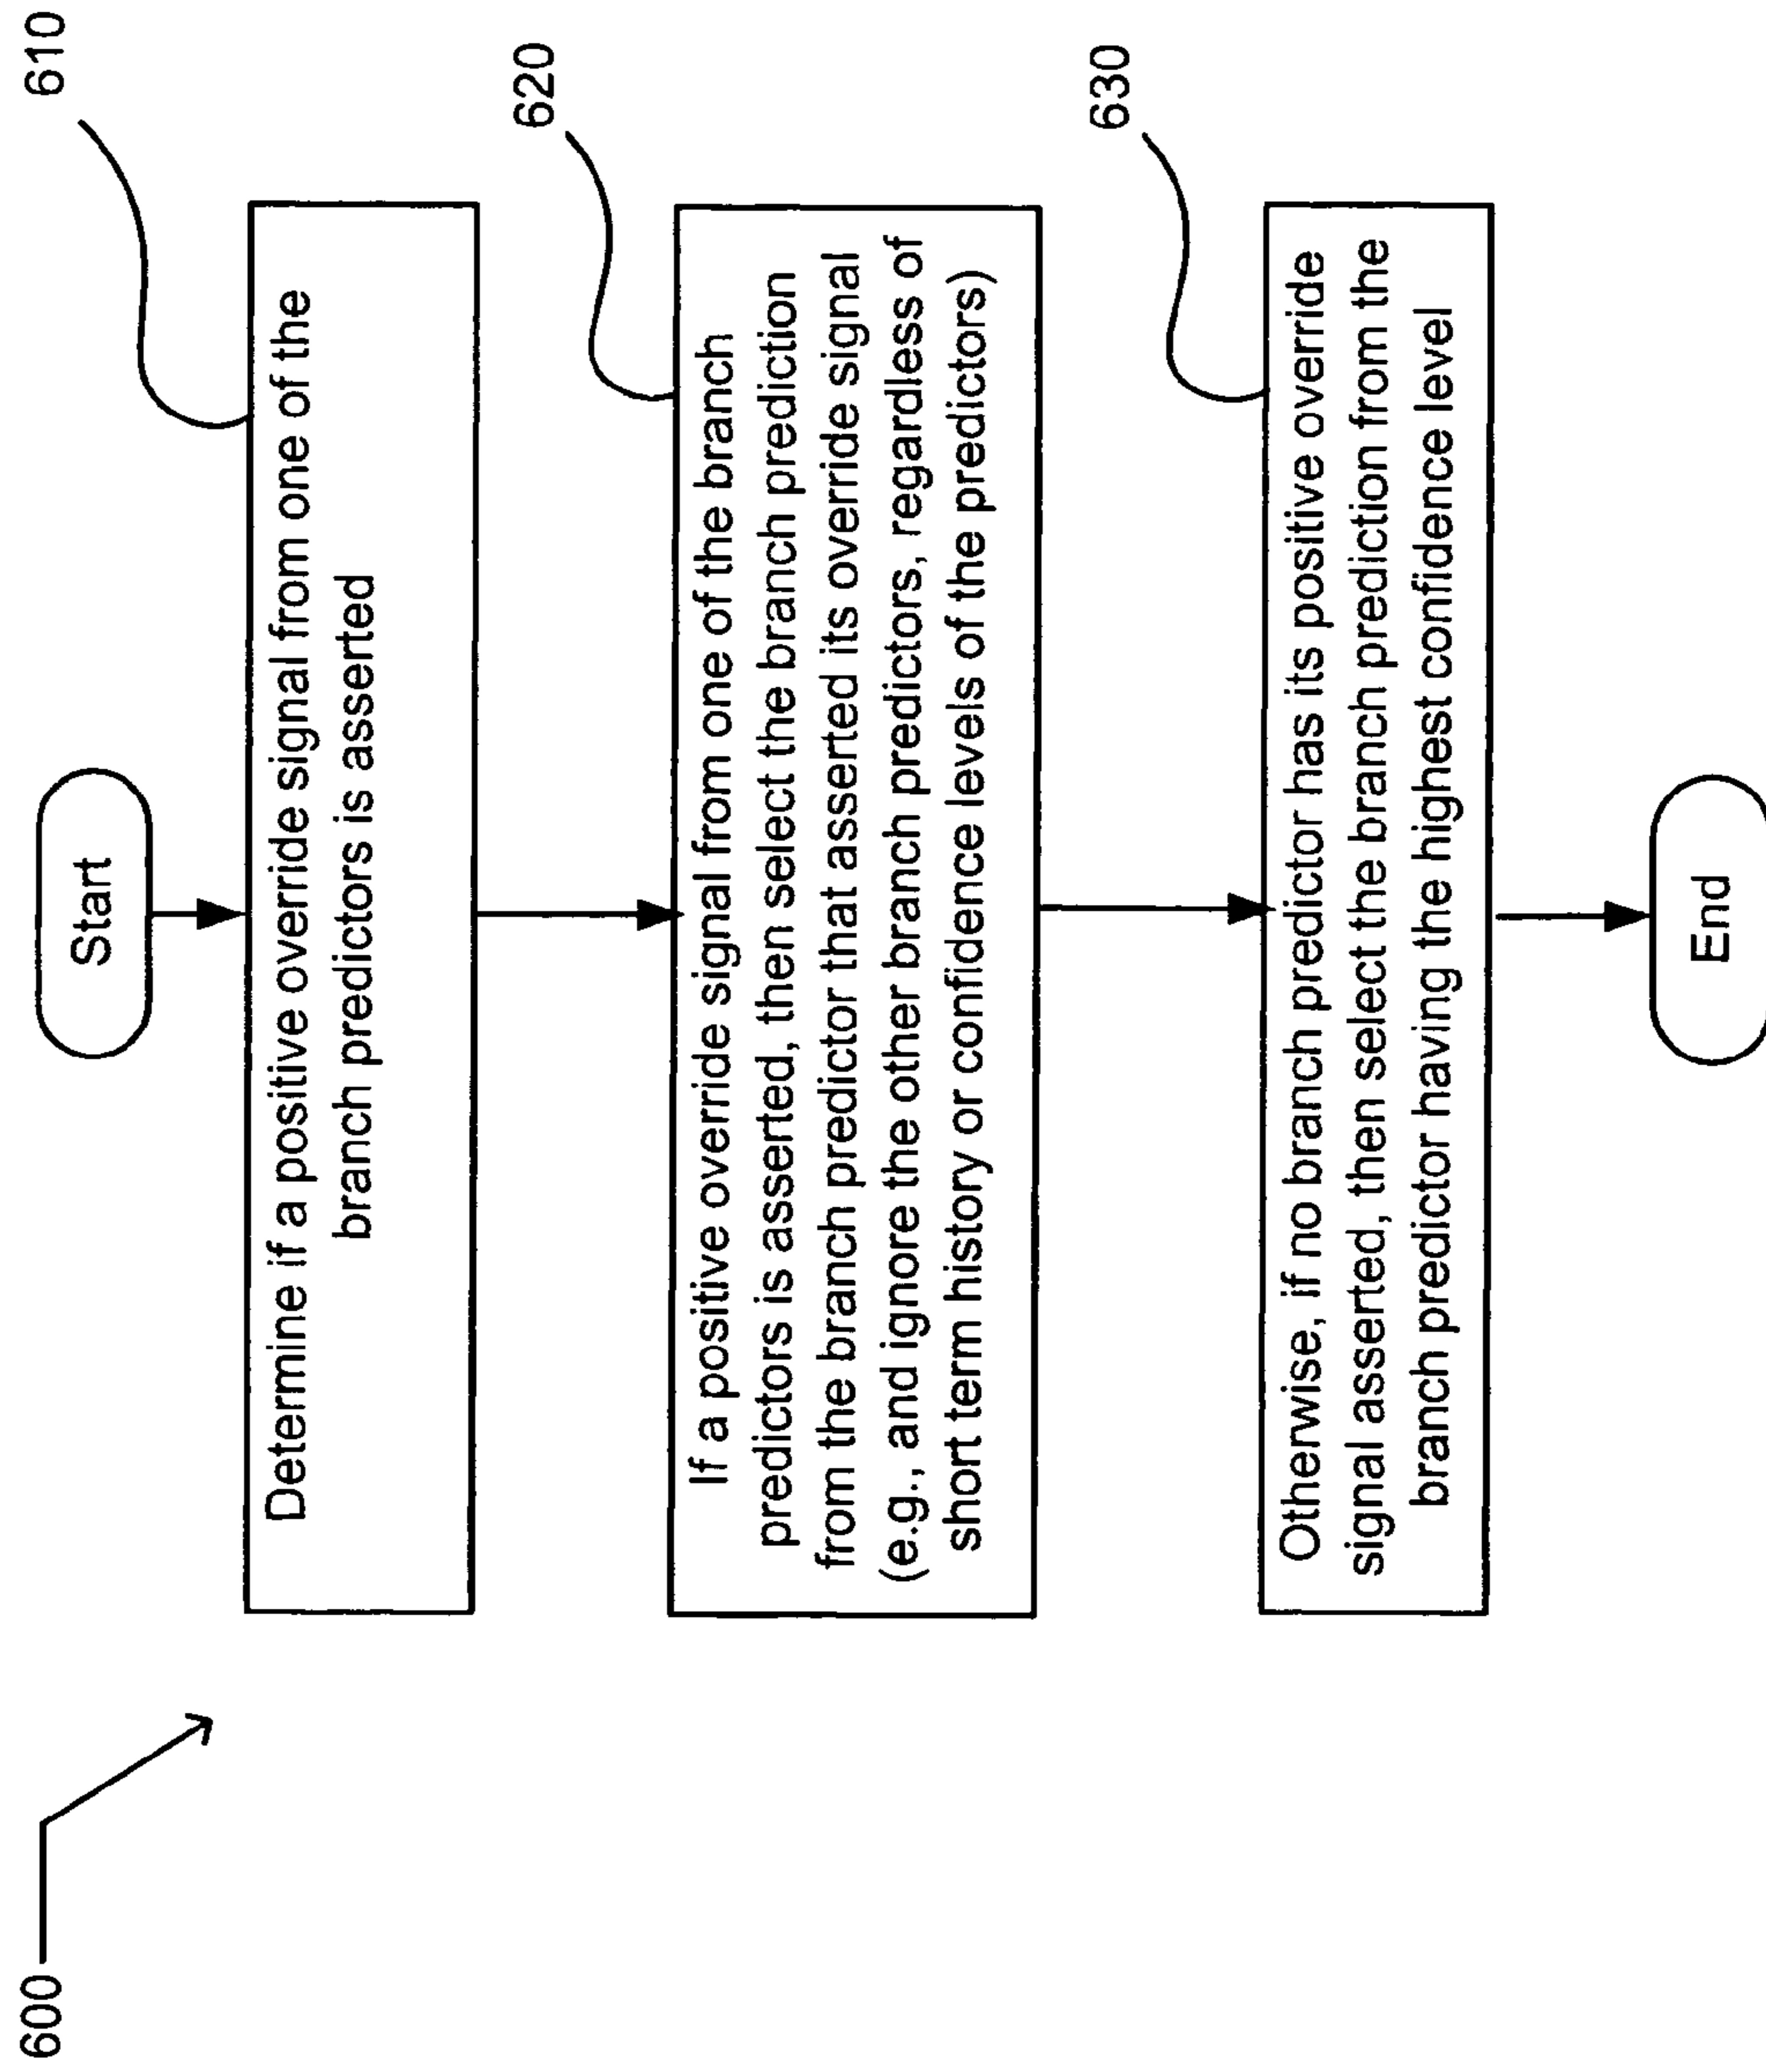 600
Start
610
Determine if a positive override signal from one of the
branch predictors is asserted
620
If a positive override signal from one of the branch
predictors is asserted, then select the branch prediction
from the branch predictor that asserted its override signal
(e.g., and ignore the other branch predictors, regardless of
short term history or confidence levels of the predictors)
630
Otherwise, if no branch predictor has its positive override
signal asserted, then select the branch prediction from the
branch predictor having the highest confidence level
End